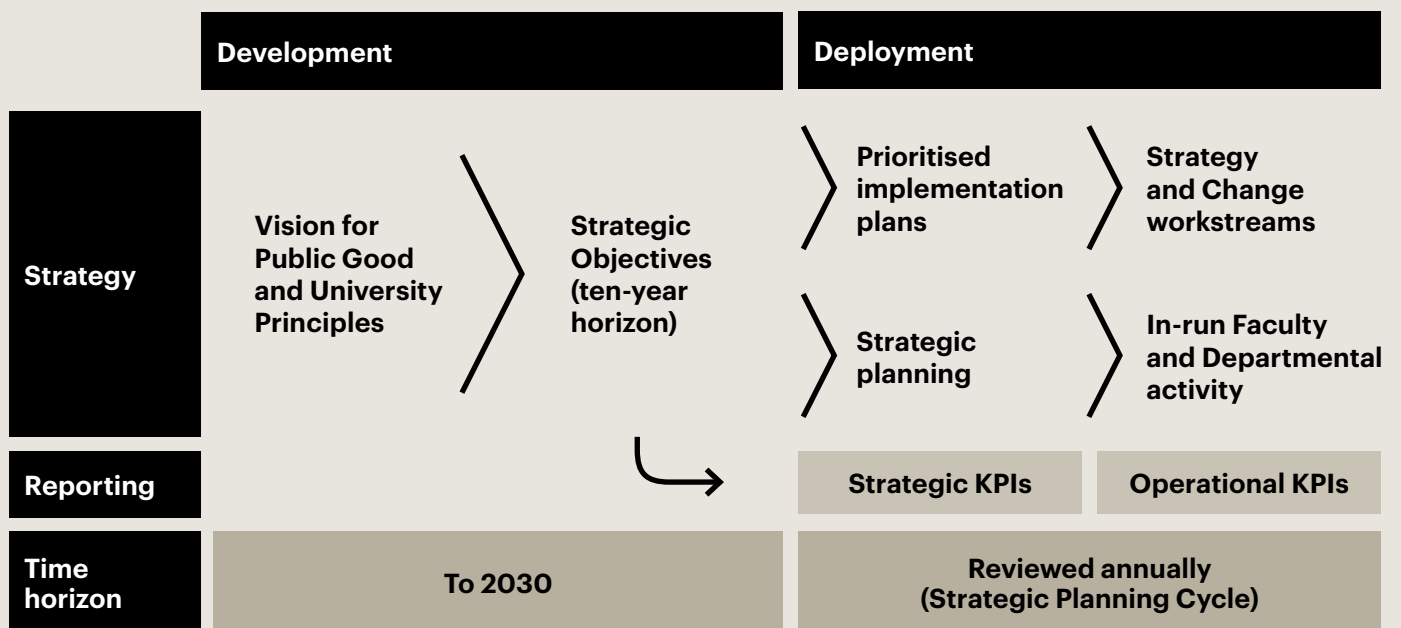 Development
Deployment
Strategy
Vision for
Public Good
and University
Principles
Strategic
Objectives
(ten-year
horizon)
Prioritised
implementation
plans
Strategy
and Change
workstreams
Strategic
planning
In-run Faculty
and Departmental
activity
Reporting
Strategic KPIs
Operational KPIs
Time
horizon
To 2030
Reviewed annually
(Strategic Planning Cycle)